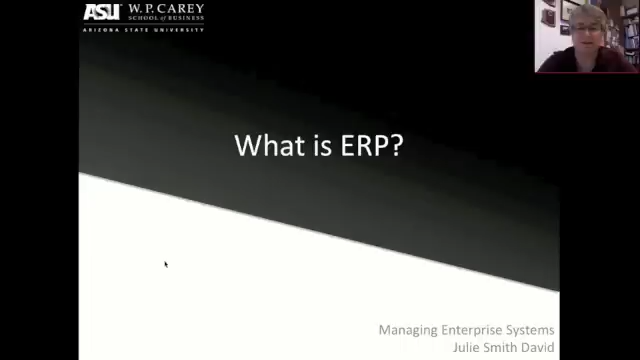 ASU W. P. CAREY
SCHOOL of BUSINESS
ARIZONA STATE UNIVERSITY
What is ERP?
Managing Enterprise Systems
Julie Smith David